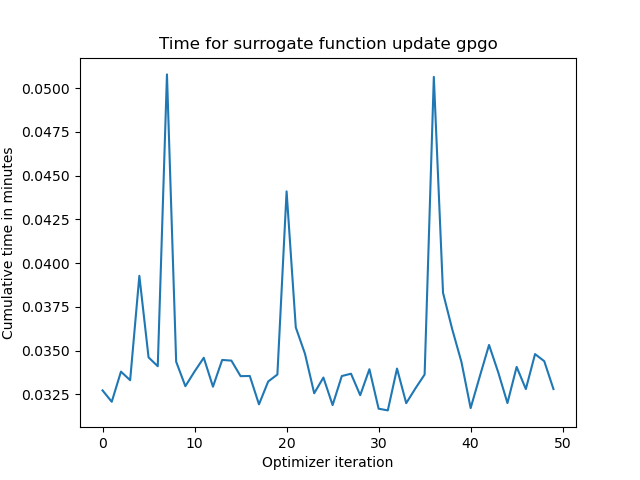 Time for surrogate function update gpgo
Cumulative time in minutes
0.0500
0.0475
0.0450
0.0425
0.0400
0.0375
0.0350
0.0325
0 10 20 30 40 50
Optimizer iteration